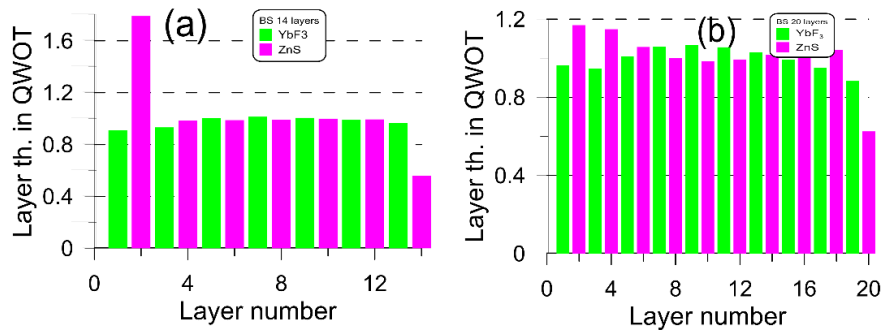 (a)
BS 14 layers
YbF3
ZnS
Layer th. in QWOT
1.6
1.2
0.8
0.4
0
0 4 8 12
Layer number
(b)
BS 20 layers
YbF₃
ZnS
Layer th. in QWOT
1.2
0.8
0.4
0
0 4 8 12 16 20
Layer number